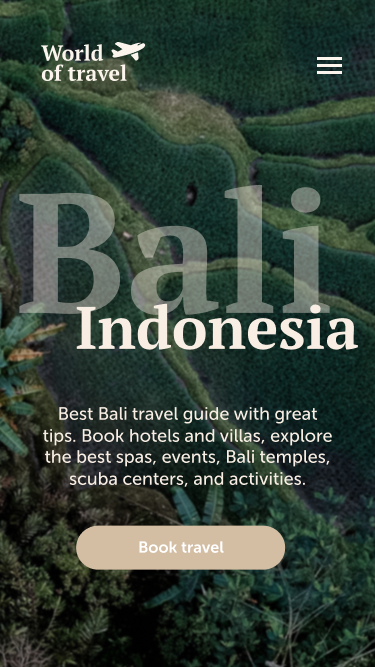 World
of travel
Bali
Indonesia
Best Bali travel guide with great
tips. Book hotels and villas, explore
the best spas, events, Bali temples,
scuba centers, and activities.
Book travel